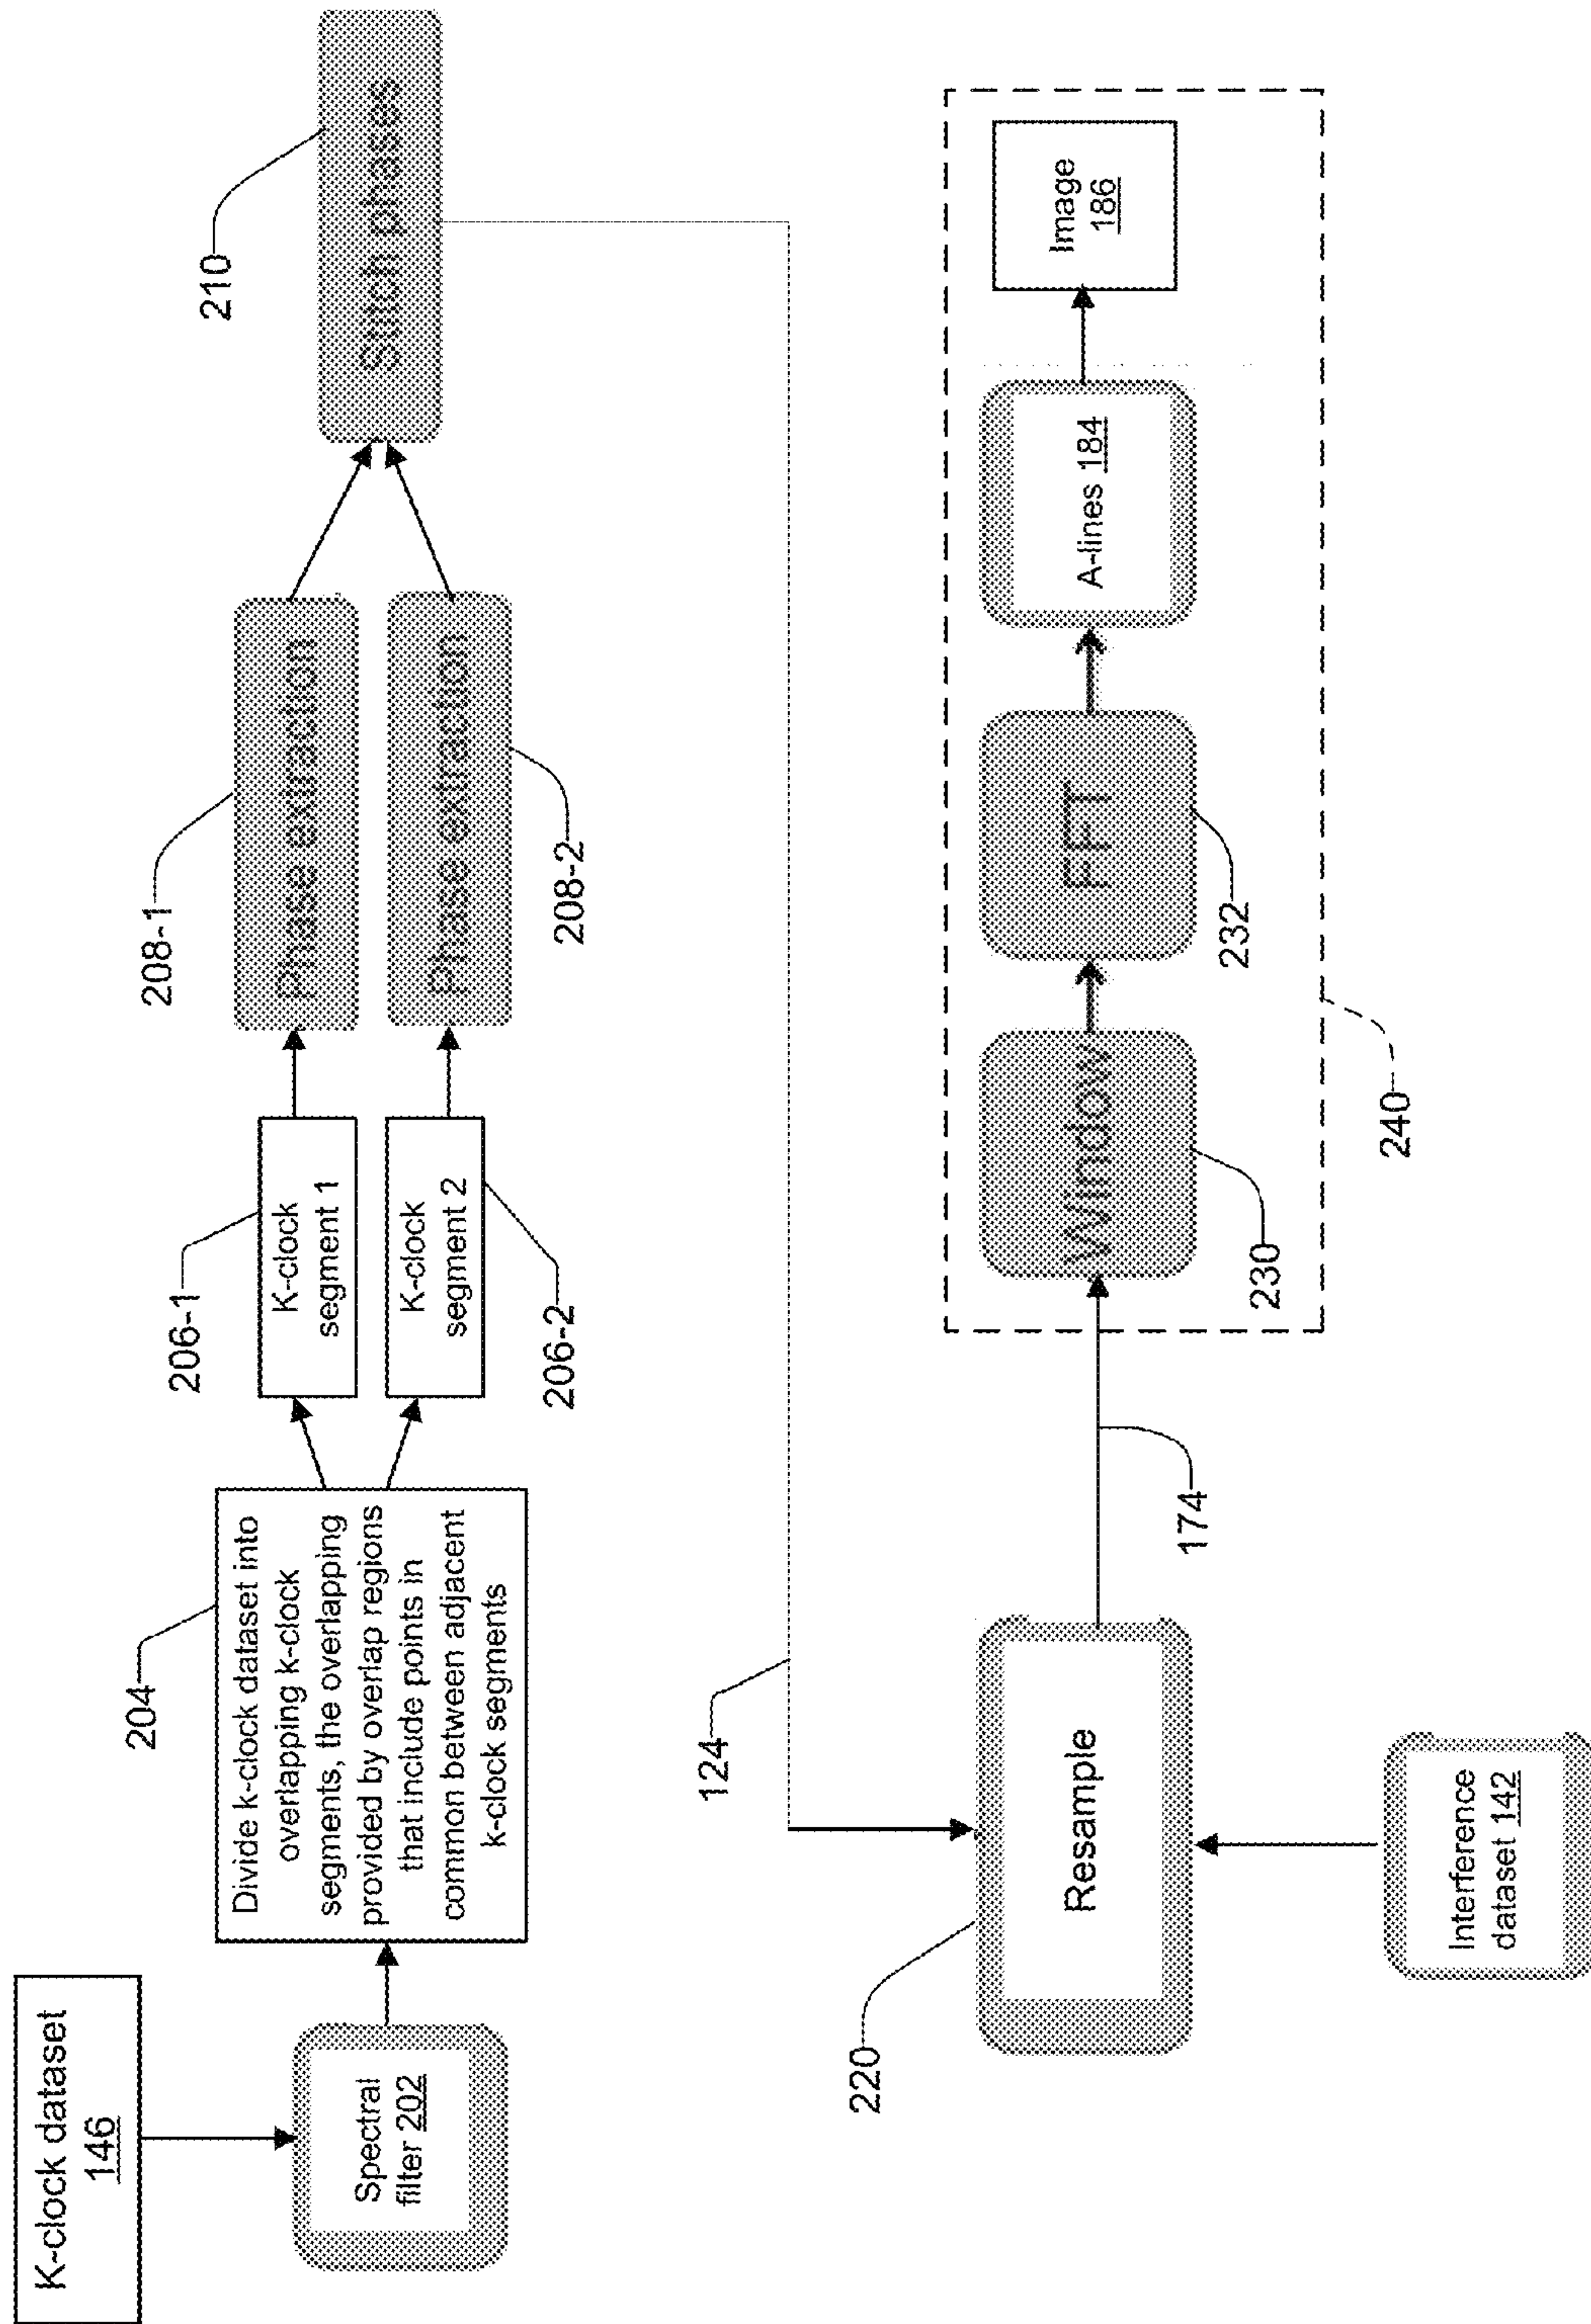 K-clock dataset
146
Spectral
filter 202
204
Divide k-clock dataset into
overlapping k-clock
segments, the overlapping
provided by overlap regions
that include points in
common between adjacent
k-clock segments
206-1
K-clock
segment 1
K-clock
segment 2
206-2
208-1
Phase extraction
Phase extraction
208-2
210
Stitch phases
124
220
Resample
Interference
dataset 142
174
Window
230
FFT
232
A-lines 184
Image
186
240